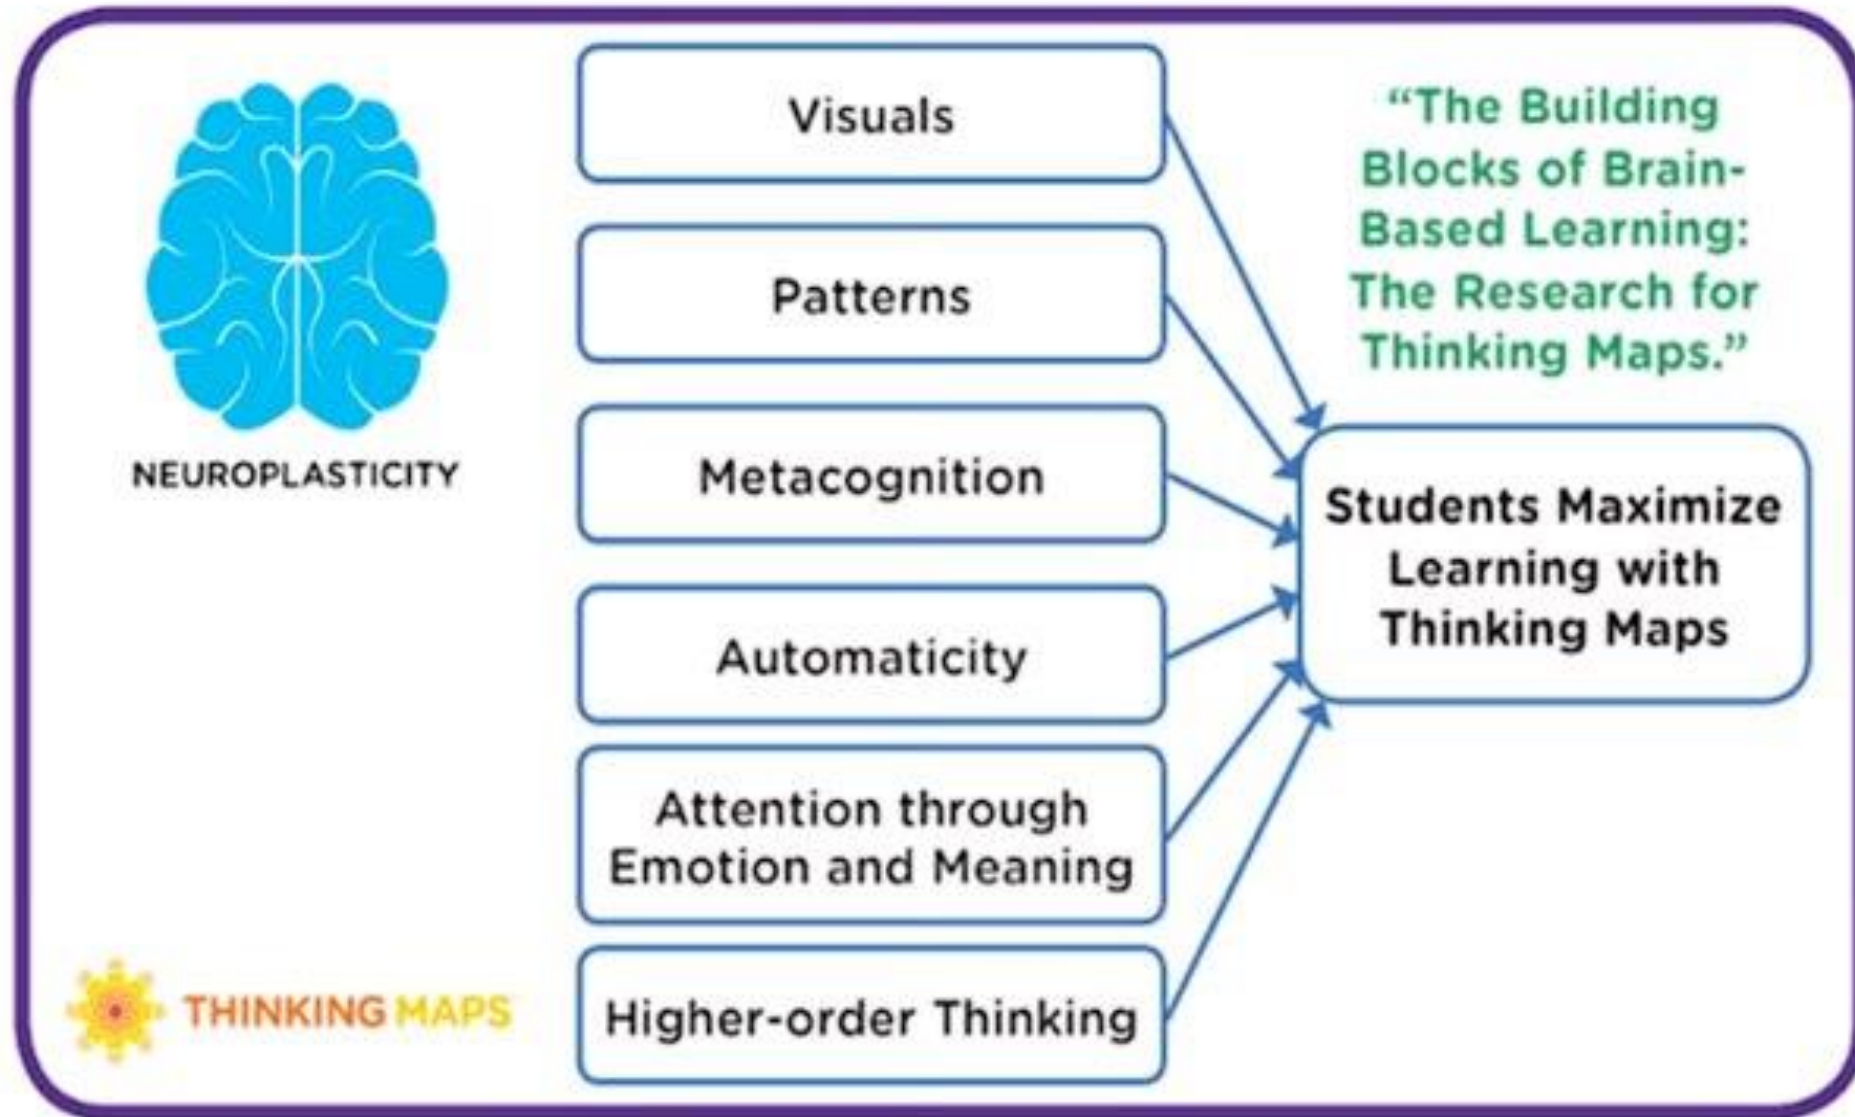 NEUROPLASTICITY
Visuals
Patterns
Metacognition
Automaticity
Attention through
Emotion and Meaning
Higher-order Thinking
“The Building
Blocks of Brain-
Based Learning:
The Research for
Thinking Maps.”
Students Maximize
Learning with
Thinking Maps
THINKING MAPS